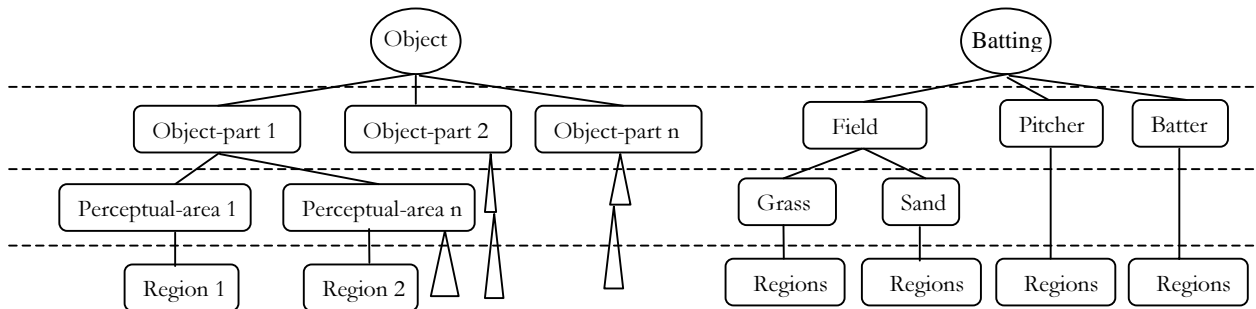 Object
Batting
Object-part 1
Object-part 2
Object-part n
Field
Pitcher
Batter
Perceptual-area 1
Perceptual-area n
Grass
Sand
Region 1
Region 2
Regions
Regions
Regions
Regions